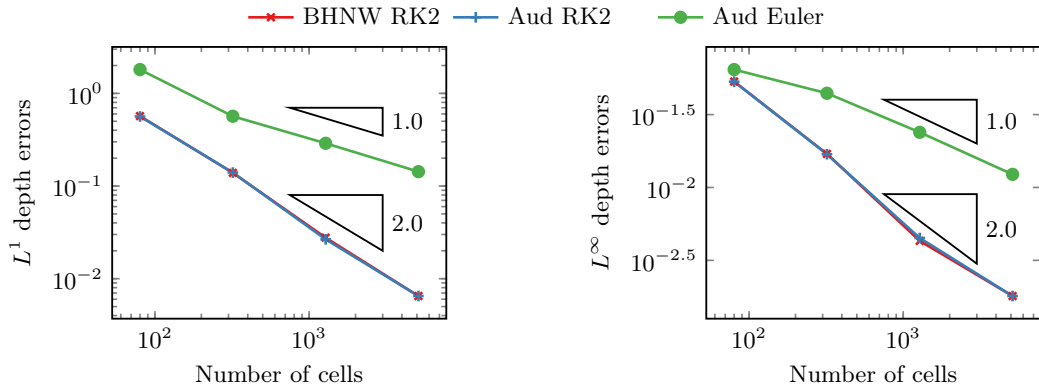 BHNW RK2 Aud RK2 Aud Euler
10^0
10^-1
10^-2
L^1 depth errors
1.0
2.0
10^2 10^3
Number of cells
10^-1.5
10^-2
10^-2.5
L^∞ depth errors
1.0
2.0
10^2 10^3
Number of cells